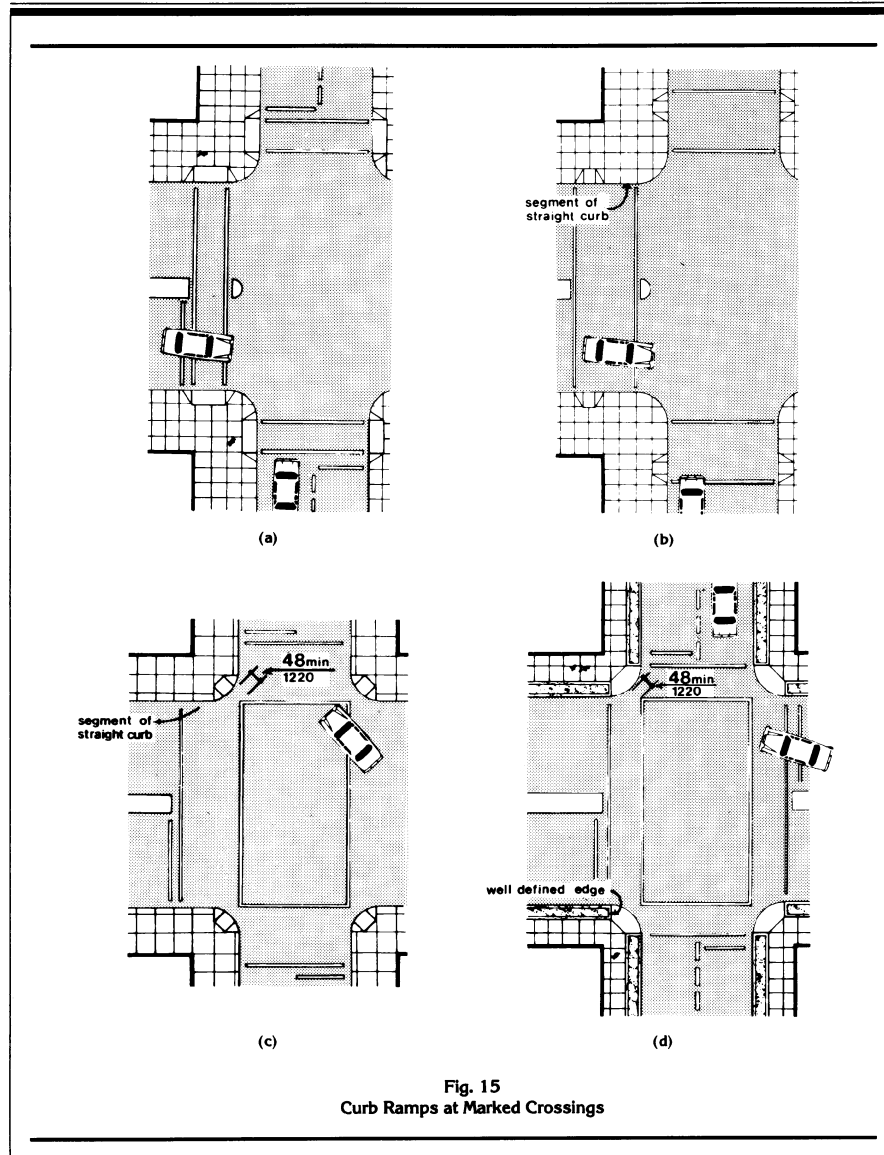 segment of
straight curb
(a)
(b)
48min
1220
segment of
straight curb
48min
1220
well defined edge
(c)
(d)
Fig. 15
Curb Ramps at Marked Crossings